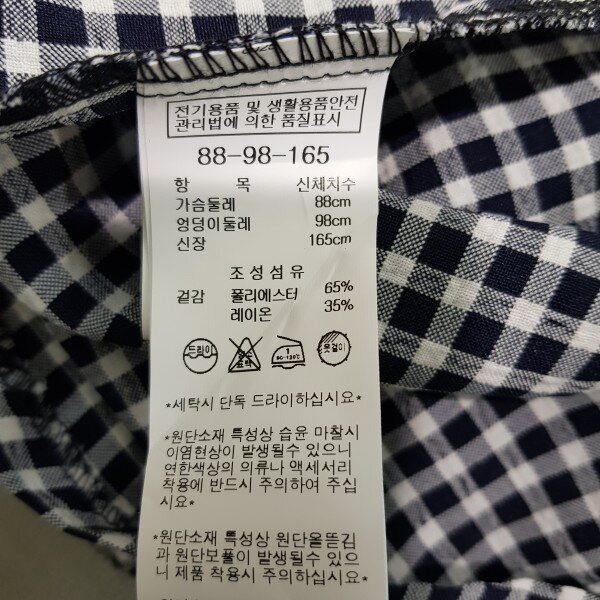 전기용품 및 생활용품안전
관리법에 의한 품질표시
88-98-165
항 목 신체치수
가슴둘레 88cm
엉덩이둘레 98cm
신장 165cm
조성섬유
겉감 폴리에스터 65%
레이온 35%
드라이 표백 1 80~120℃ 옷걸이
*세탁시 단독 드라이하십시요*
*원단소재 특성상 습윤 마찰시
이염현상이 발생될수 있으니
연한색상의 의류나 액세서리
착용에 반드시 주의하여 주십
시요*
*원단소재 특성상 원단올뜯김
과 원단보풀이 발생될수 있으
니 제품 착용시 주의하십시요*